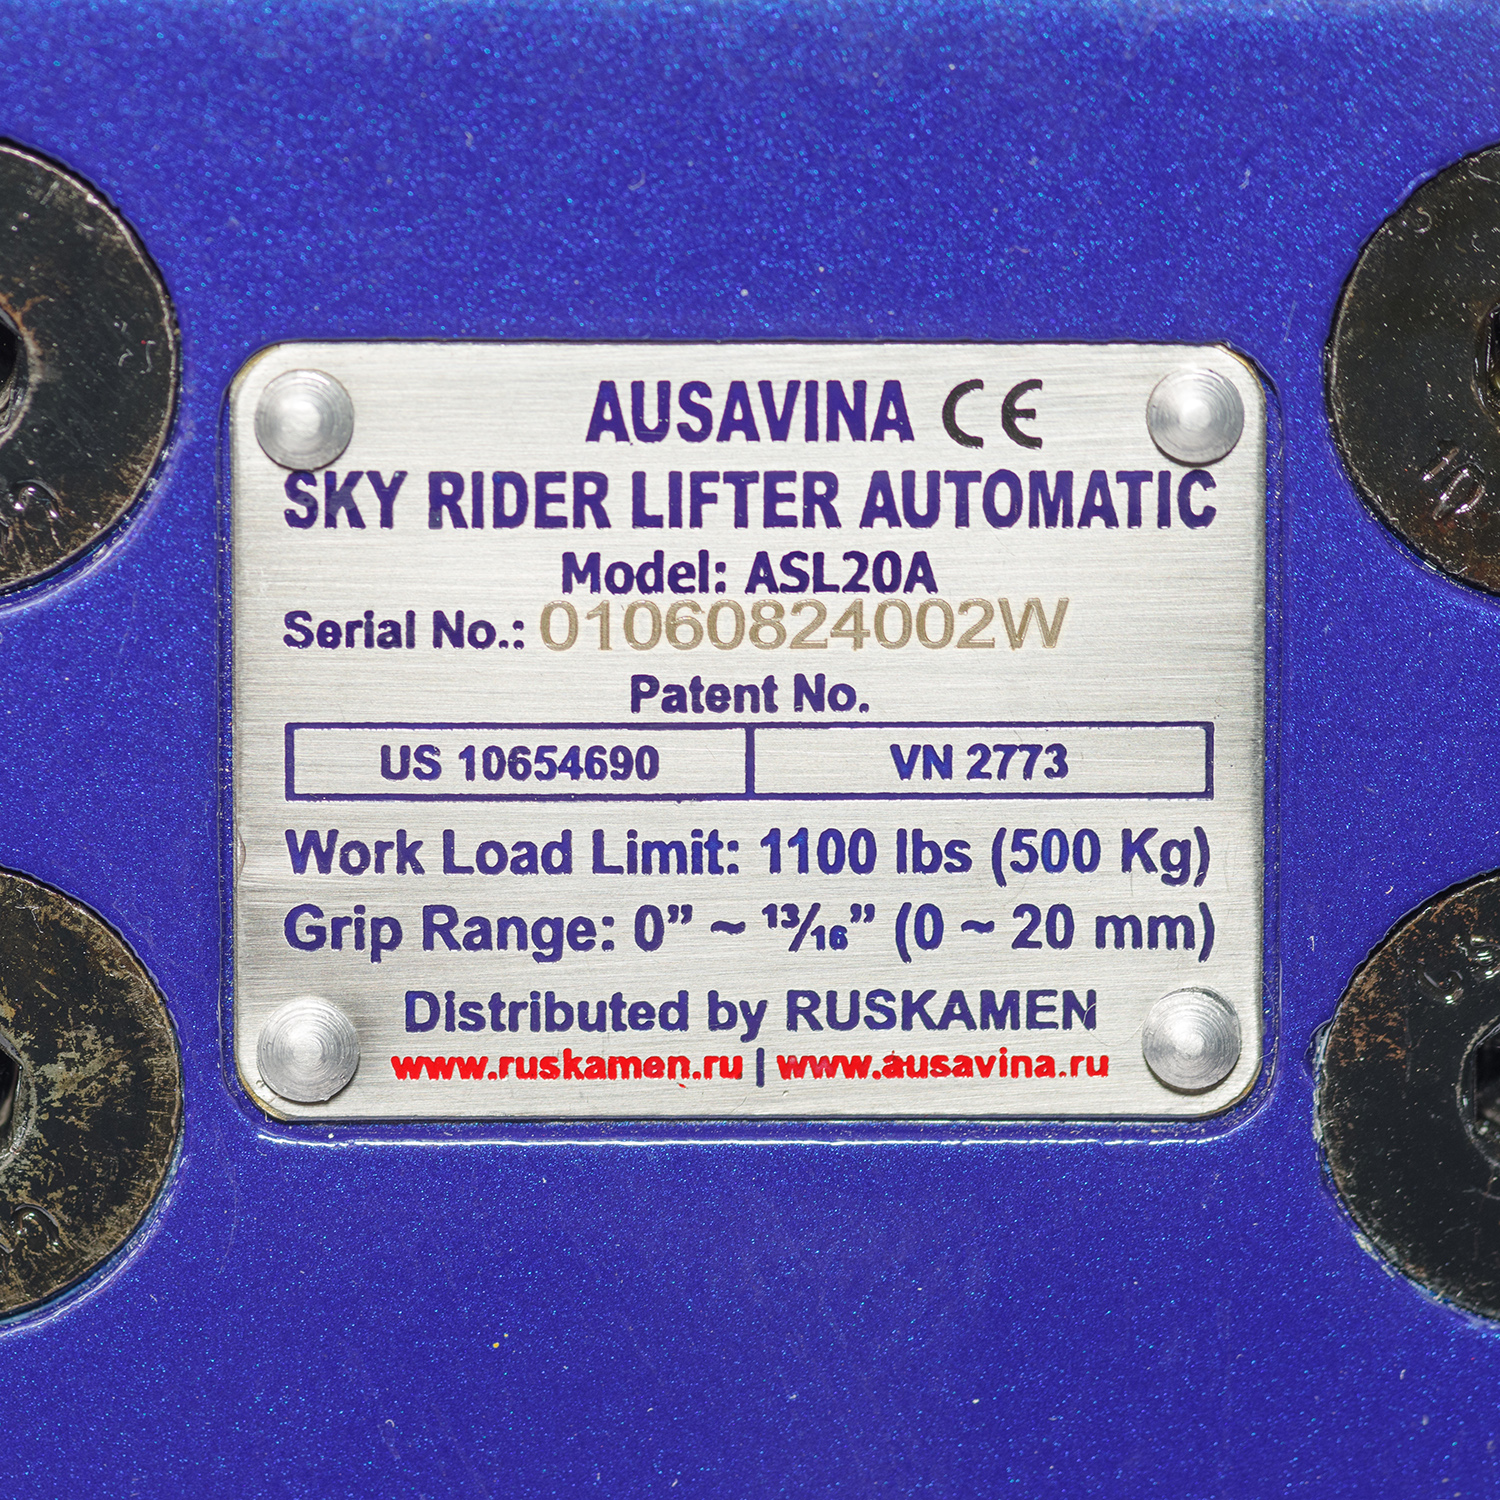 AUSAVINA CE
SKY RIDER LIFTER AUTOMATIC
Model: ASL20A
Serial No.: 01060824002W
Patent No.
US 10654690 VN 2773
Work Load Limit: 1100 lbs (500 Kg)
Grip Range: 0” ~ ¹³⁄₁₆” (0 ~ 20 mm)
Distributed by RUSKAMEN
www.ruskamen.ru | www.ausavina.ru